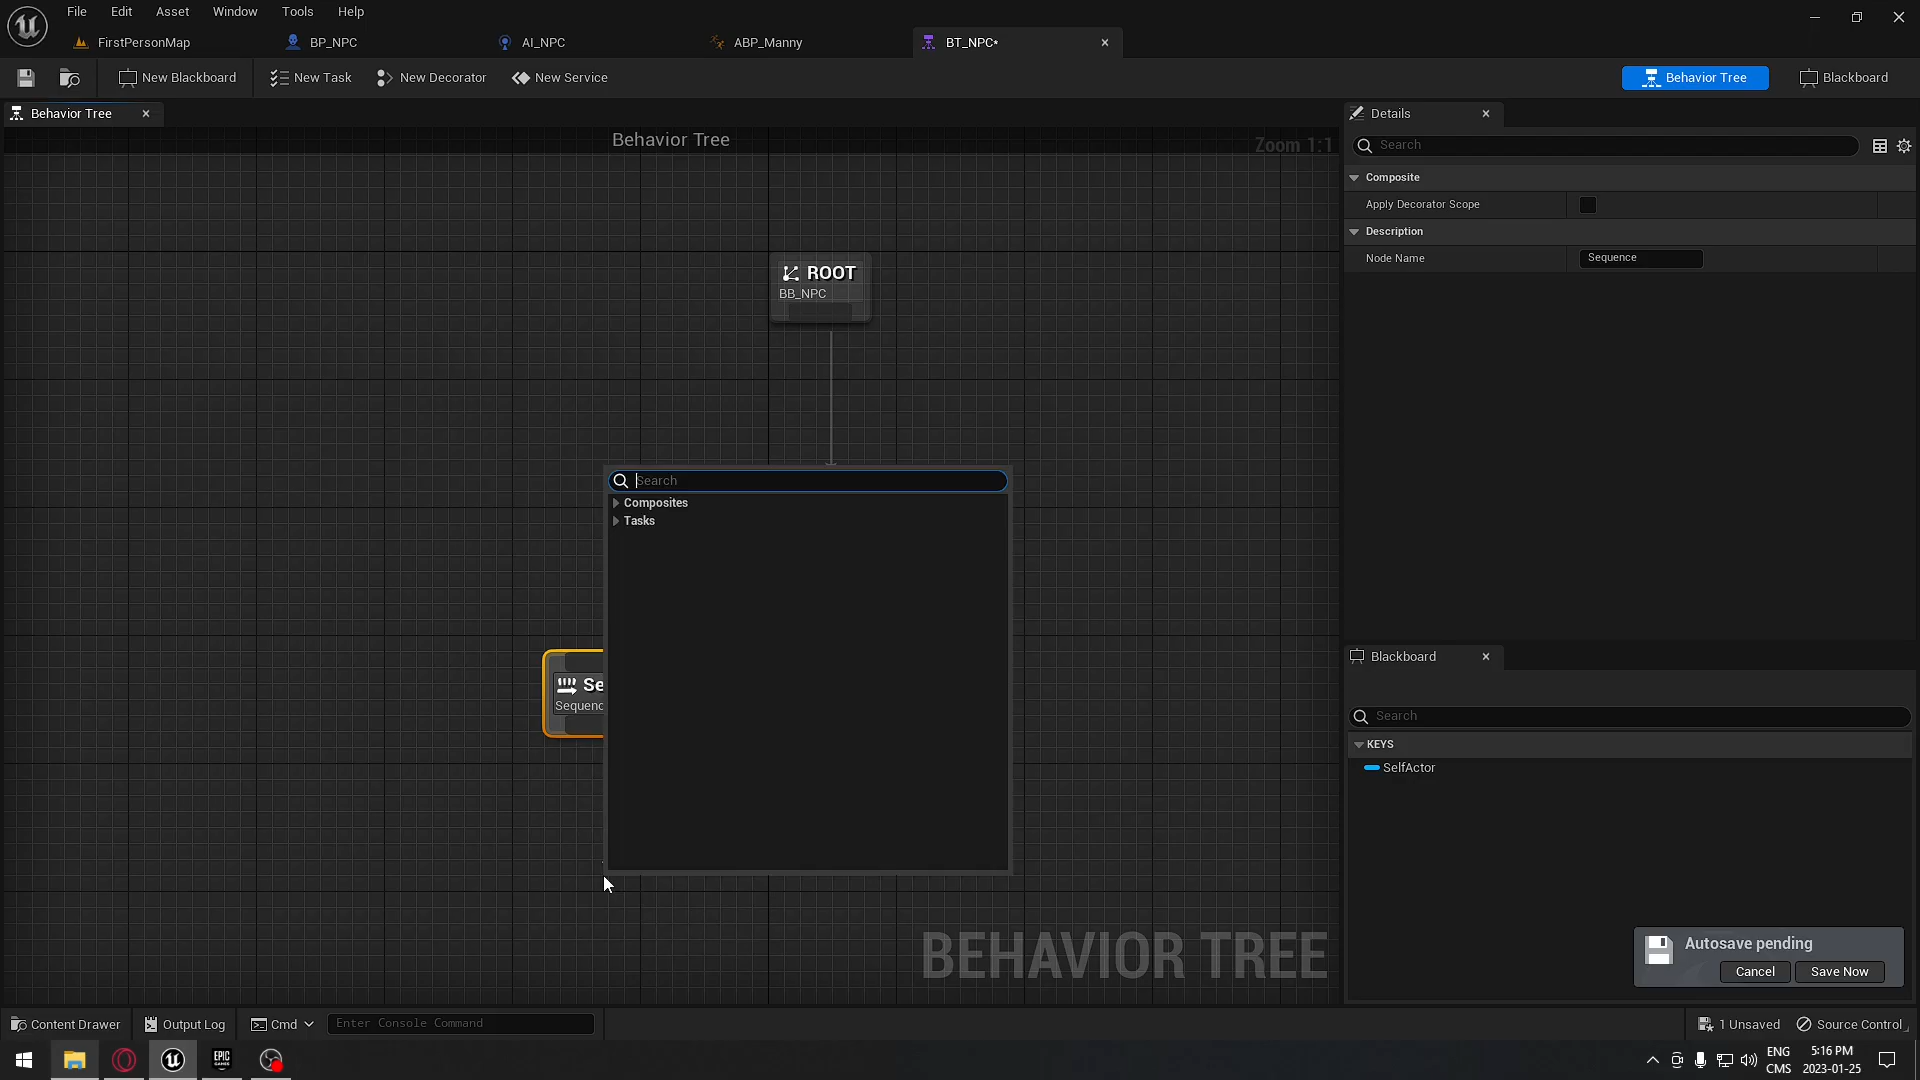 File Edit Asset Window Tools Help
FirstPersonMap BP_NPC AI_NPC ABP_Manny BT_NPC*
New Blackboard New Task New Decorator New Service Behavior Tree Blackboard
Behavior Tree
Details
Behavior Tree
Zoom 1:1
Search
Composite
Apply Decorator Scope
Description
Node Name Sequence
ROOT
BB_NPC
Search
Composites
Tasks
Se
Sequenc
Blackboard
Search
KEYS
SelfActor
BEHAVIOR TREE
Autosave pending
Cancel Save Now
Content Drawer Output Log Cmd Enter Console Command 1 Unsaved Source Control
EPIC
GAMES
ENG
CMS
5:16 PM
2023-01-25